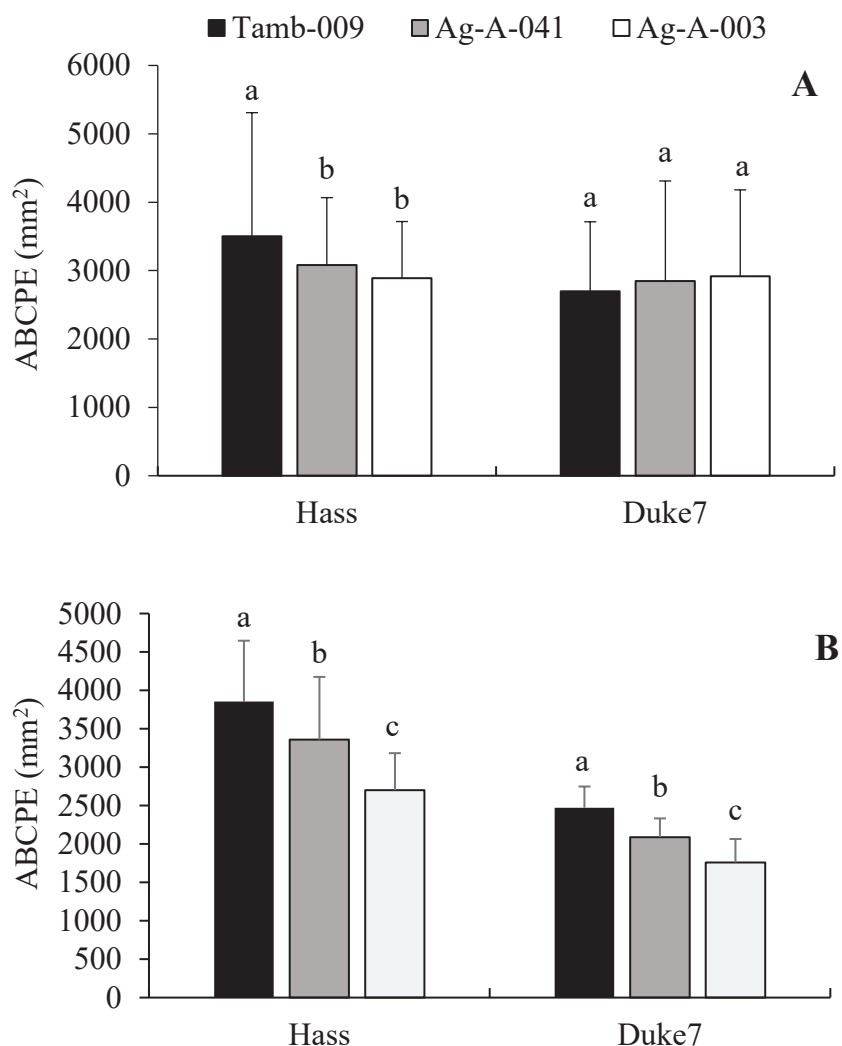 Tamb-009 Ag-A-041 Ag-A-003
A
ABCPE (mm²)
6000
5000
4000
3000
2000
1000
0
a
b
b
a
a
a
Hass Duke7
B
ABCPE (mm²)
5000
4500
4000
3500
3000
2500
2000
1500
1000
500
0
a
b
c
a
b
c
Hass Duke7